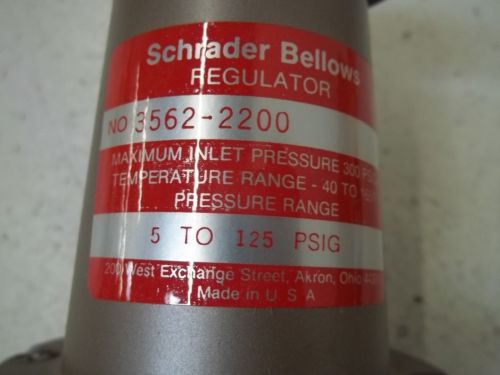 Schrader Bellows
REGULATOR
NO 3562-2200
MAXIMUM INLET PRESSURE 300
TEMPERATURE RANGE - 40 TO
PRESSURE RANGE
5 TO 125 PSIG
200 West Exchange Street, Akron, Ohio
Made in U S A